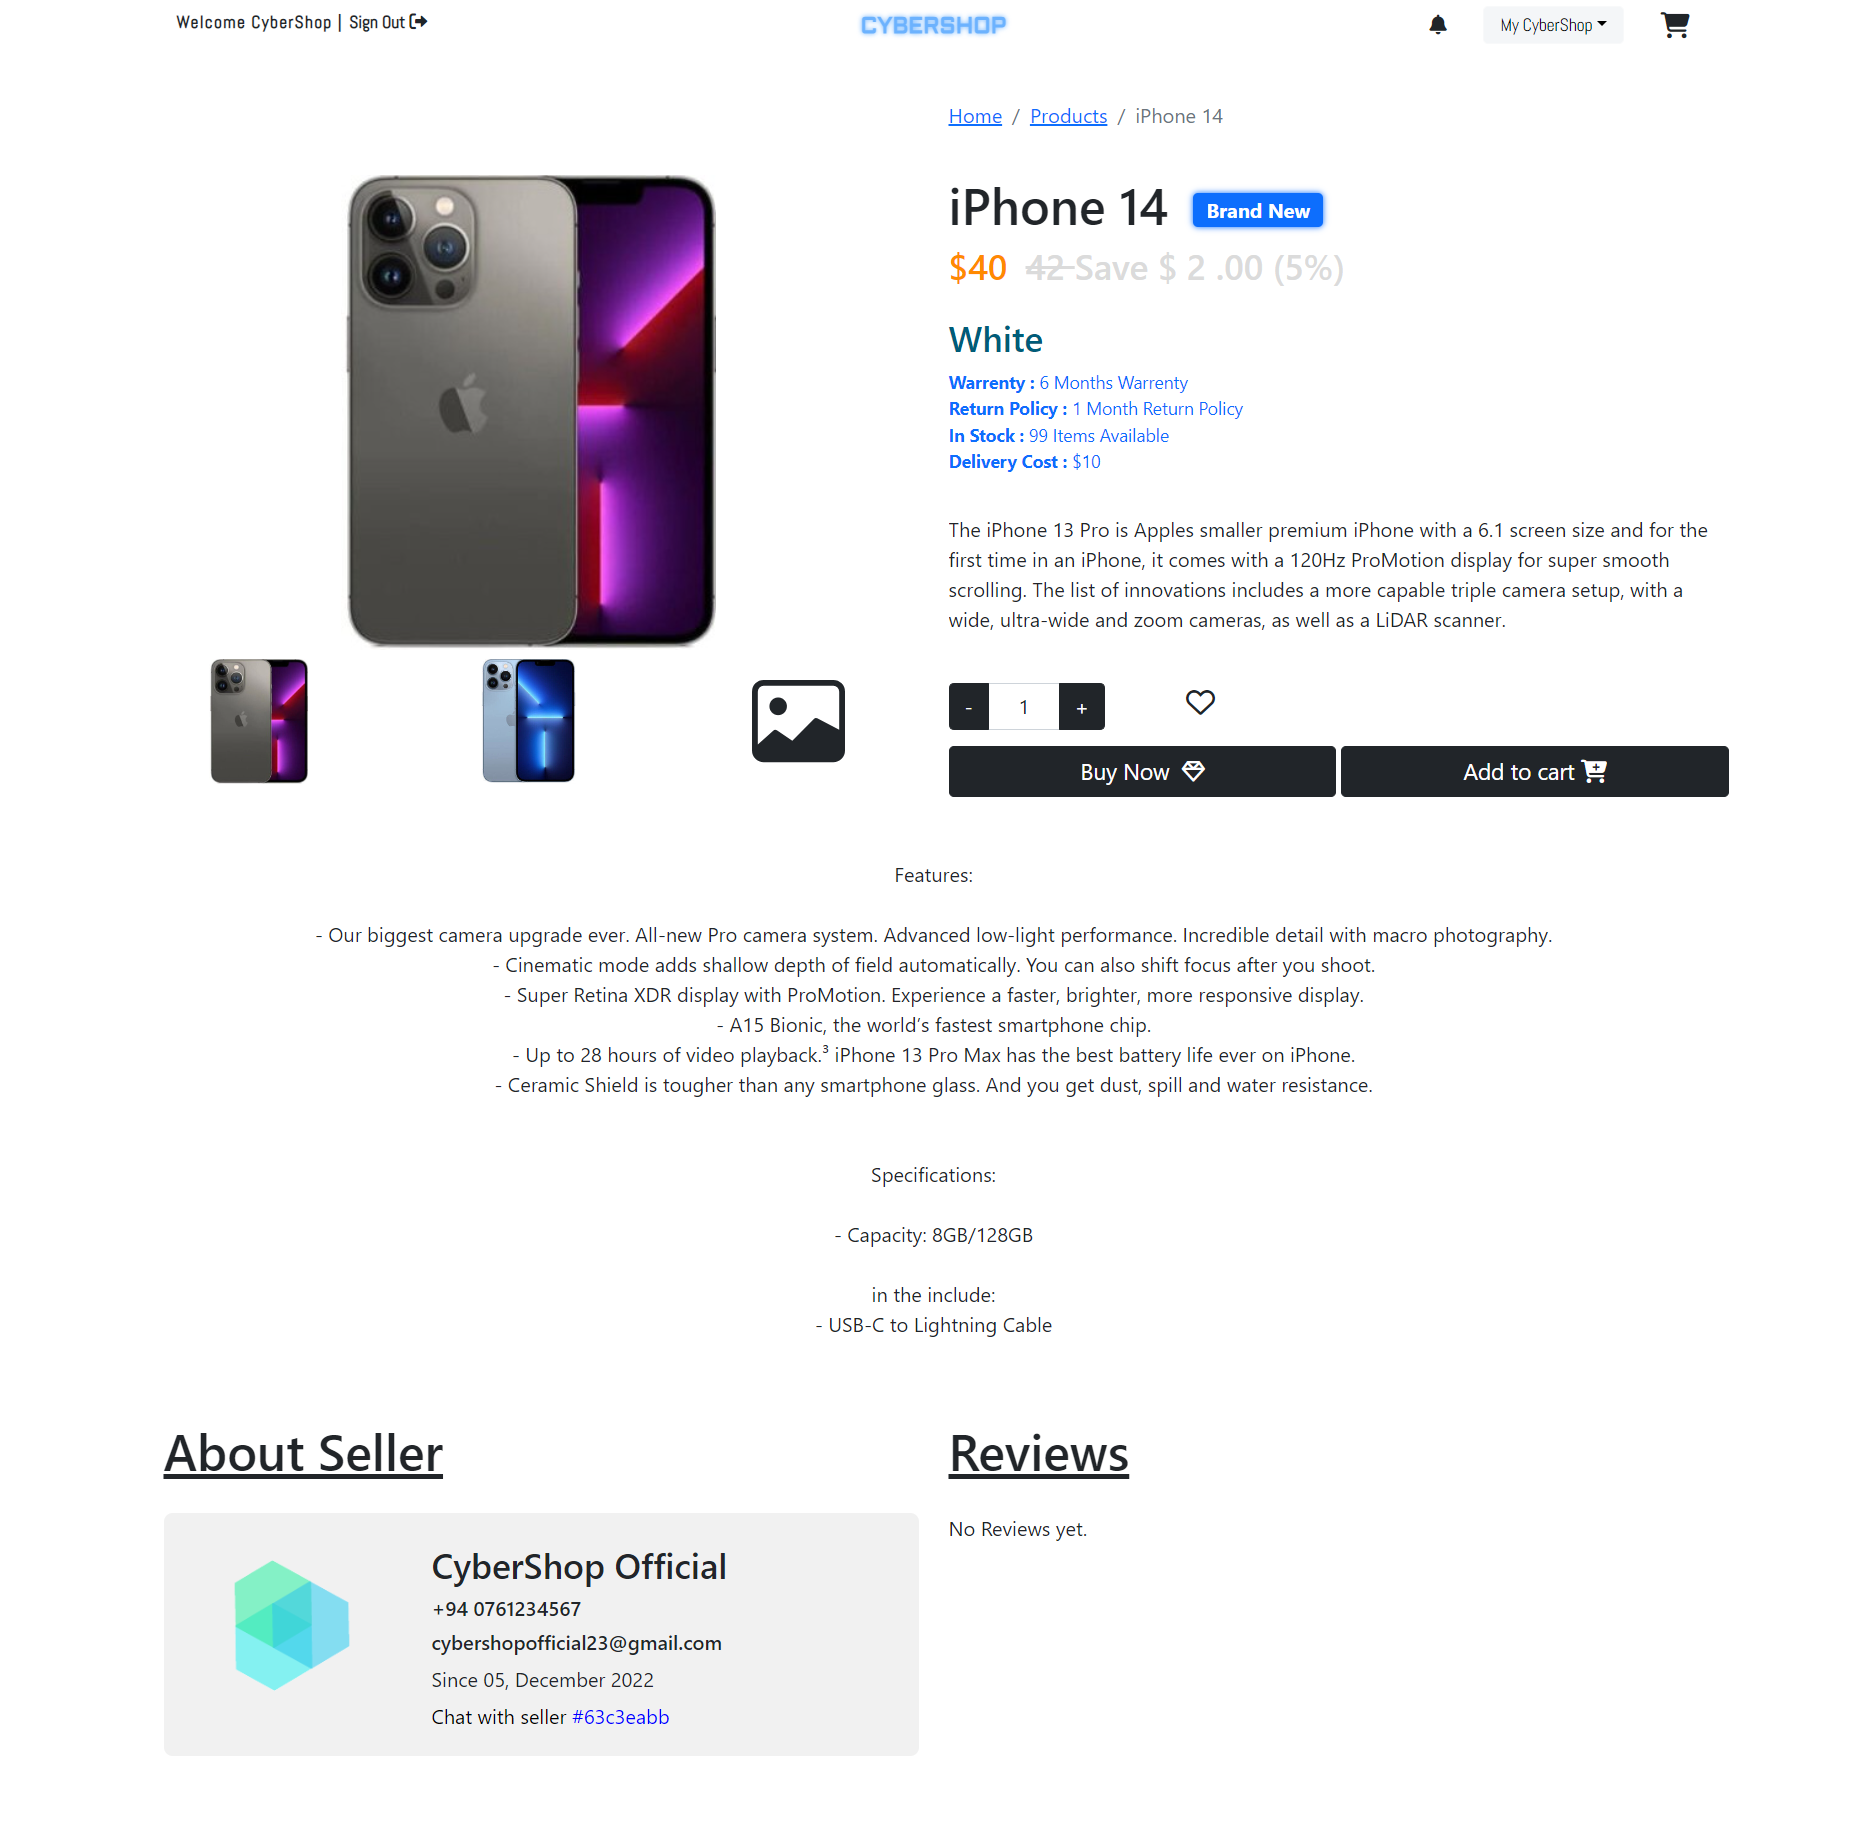 Welcome CyberShop | Sign Out
CYBERSHOP
My CyberShop
Home / Products / iPhone 14
iPhone 14 Brand New
$40 42 Save $ 2 .00 (5%)
White
Warrenty : 6 Months Warrenty
Return Policy : 1 Month Return Policy
In Stock : 99 Items Available
Delivery Cost : $10
The iPhone 13 Pro is Apples smaller premium iPhone with a 6.1 screen size and for the
first time in an iPhone, it comes with a 120Hz ProMotion display for super smooth
scrolling. The list of innovations includes a more capable triple camera setup, with a
wide, ultra-wide and zoom cameras, as well as a LiDAR scanner.
- 1 +
Buy Now
Add to cart
Features:
- Our biggest camera upgrade ever. All-new Pro camera system. Advanced low-light performance. Incredible detail with macro photography.
- Cinematic mode adds shallow depth of field automatically. You can also shift focus after you shoot.
- Super Retina XDR display with ProMotion. Experience a faster, brighter, more responsive display.
- A15 Bionic, the world’s fastest smartphone chip.
- Up to 28 hours of video playback.³ iPhone 13 Pro Max has the best battery life ever on iPhone.
- Ceramic Shield is tougher than any smartphone glass. And you get dust, spill and water resistance.
Specifications:
- Capacity: 8GB/128GB
in the include:
- USB-C to Lightning Cable
About Seller
CyberShop Official
+94 0761234567
cybershopofficial23@gmail.com
Since 05, December 2022
Chat with seller #63c3eabb
Reviews
No Reviews yet.